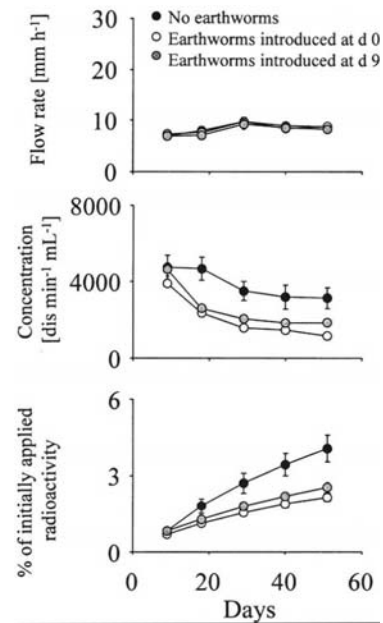 No earthworms
Earthworms introduced at d 0
Earthworms introduced at d 9
Flow rate [mm h⁻¹]
30
20
10
0
Concentration
[dis min⁻¹ mL⁻¹]
8000
4000
0
% of initially applied
radioactivity
6
3
0
0 20 40 60
Days